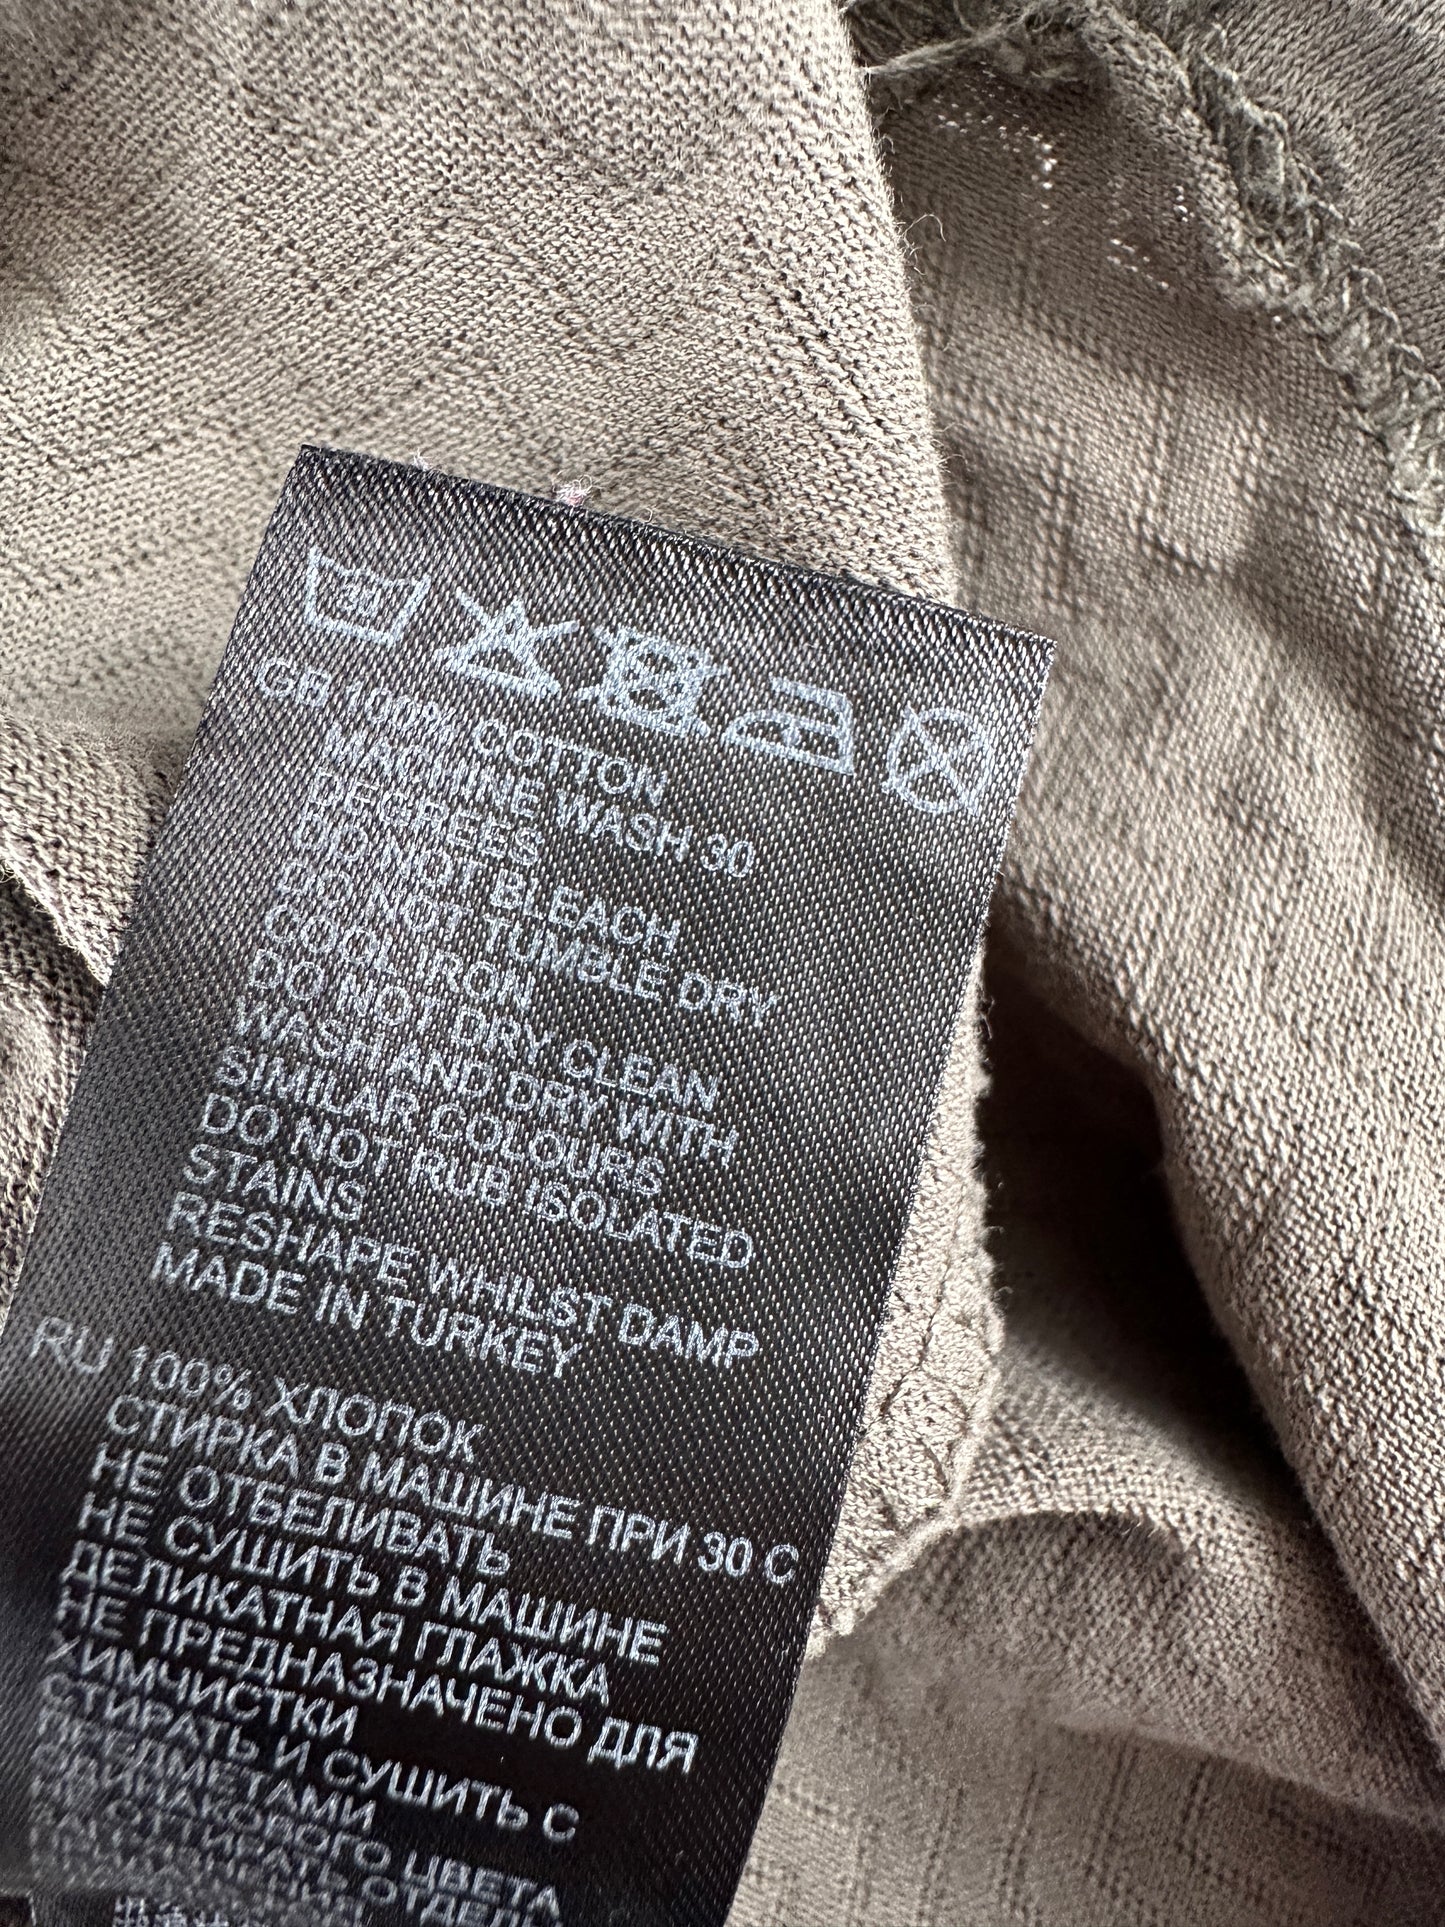 30
GB 100% COTTON
MACHINE WASH 30
DEGREES
DO NOT BLEACH
DO NOT TUMBLE DRY
COOL IRON
DO NOT DRY CLEAN
WASH AND DRY WITH
SIMILAR COLOURS
DO NOT RUB ISOLATED
STAINS
RESHAPE WHILST DAMP
MADE IN TURKEY
RU 100% ХЛОПОК
СТИРКА В МАШИНЕ ПРИ 30 С
НЕ ОТБЕЛИВАТЬ
НЕ СУШИТЬ В МАШИНЕ
ДЕЛИКАТНАЯ ГЛАЖКА
НЕ ПРЕДНАЗНАЧЕНО ДЛЯ
ХИМЧИСТКИ
СТИРАТЬ И СУШИТЬ С
ПРЕДМЕТАМИ
ОДИНАКОВОГО ЦВЕТА